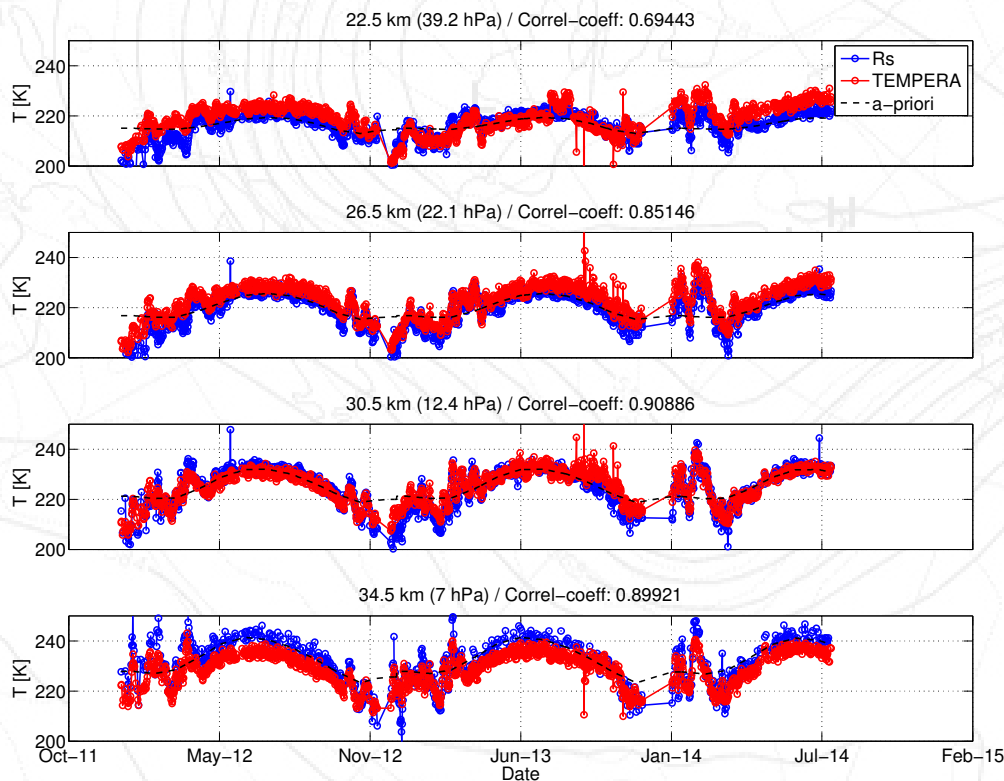 22.5 km (39.2 hPa) / Correl−coeff: 0.69443
240
220
200
T [K]
Rs
TEMPERA
a−priori
26.5 km (22.1 hPa) / Correl−coeff: 0.85146
240
220
200
T [K]
30.5 km (12.4 hPa) / Correl−coeff: 0.90886
240
220
200
T [K]
34.5 km (7 hPa) / Correl−coeff: 0.89921
240
220
200
T [K]
Oct−11 May−12 Nov−12 Jun−13 Jan−14 Jul−14 Feb−15
Date